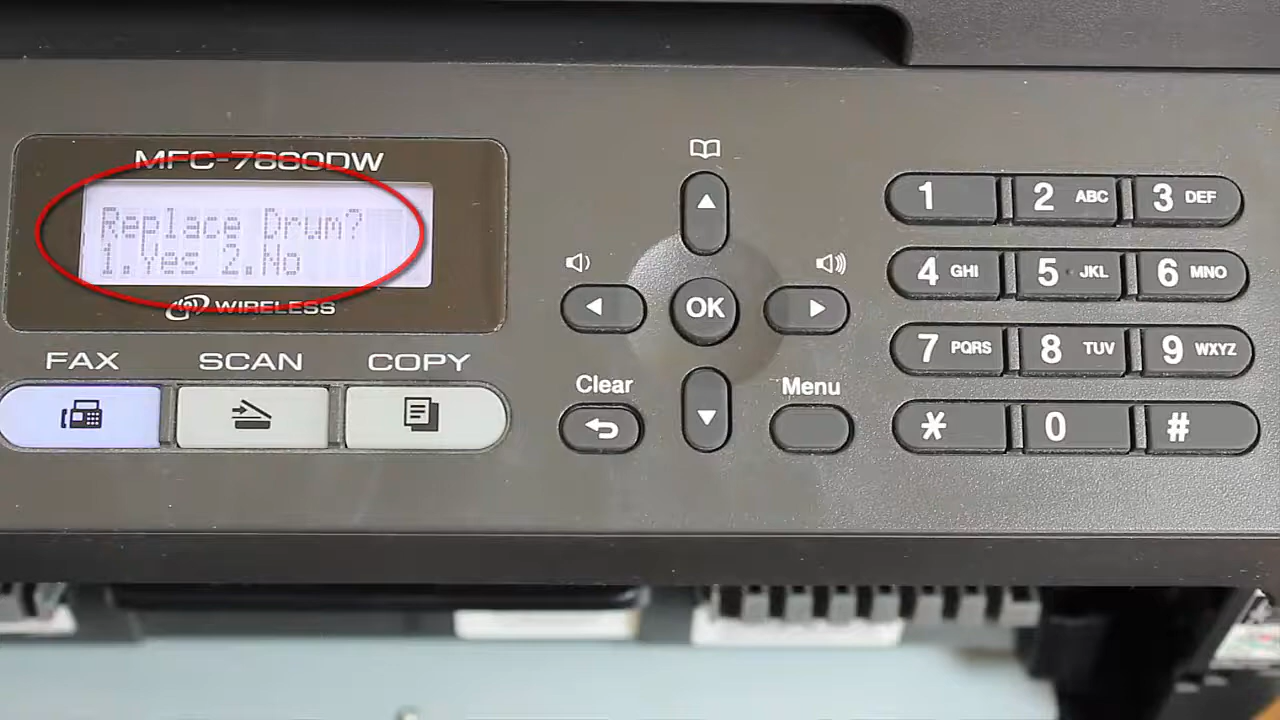 MFC-7860DW
Replace Drum?
1.Yes 2.No
WIRELESS
FAX SCAN COPY
OK
Clear Menu
1 2 ABC 3 DEF
4 GHI 5 JKL 6 MNO
7 PQRS 8 TUV 9 WXYZ
* 0 #